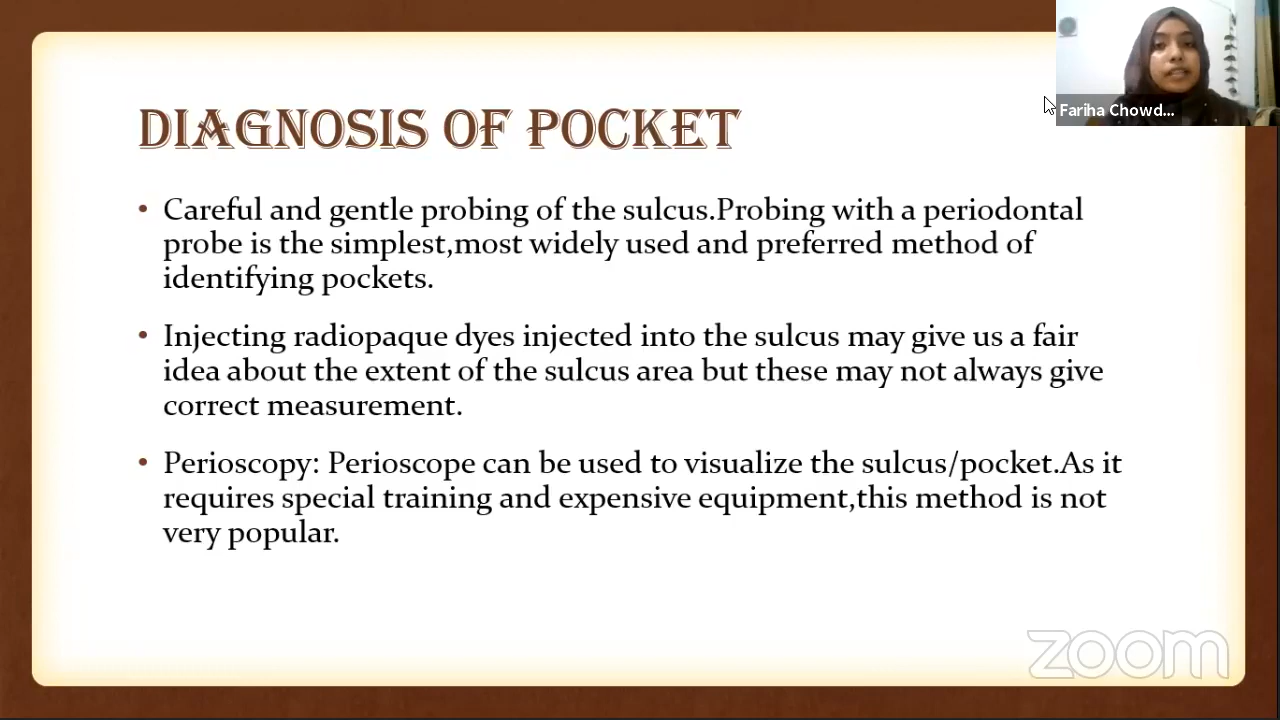 DIAGNOSIS OF POCKET
Fariha Chowd...
• Careful and gentle probing of the sulcus.Probing with a periodontal
probe is the simplest,most widely used and preferred method of
identifying pockets.
• Injecting radiopaque dyes injected into the sulcus may give us a fair
idea about the extent of the sulcus area but these may not always give
correct measurement.
• Perioscopy: Perioscope can be used to visualize the sulcus/pocket.As it
requires special training and expensive equipment,this method is not
very popular.
zoom